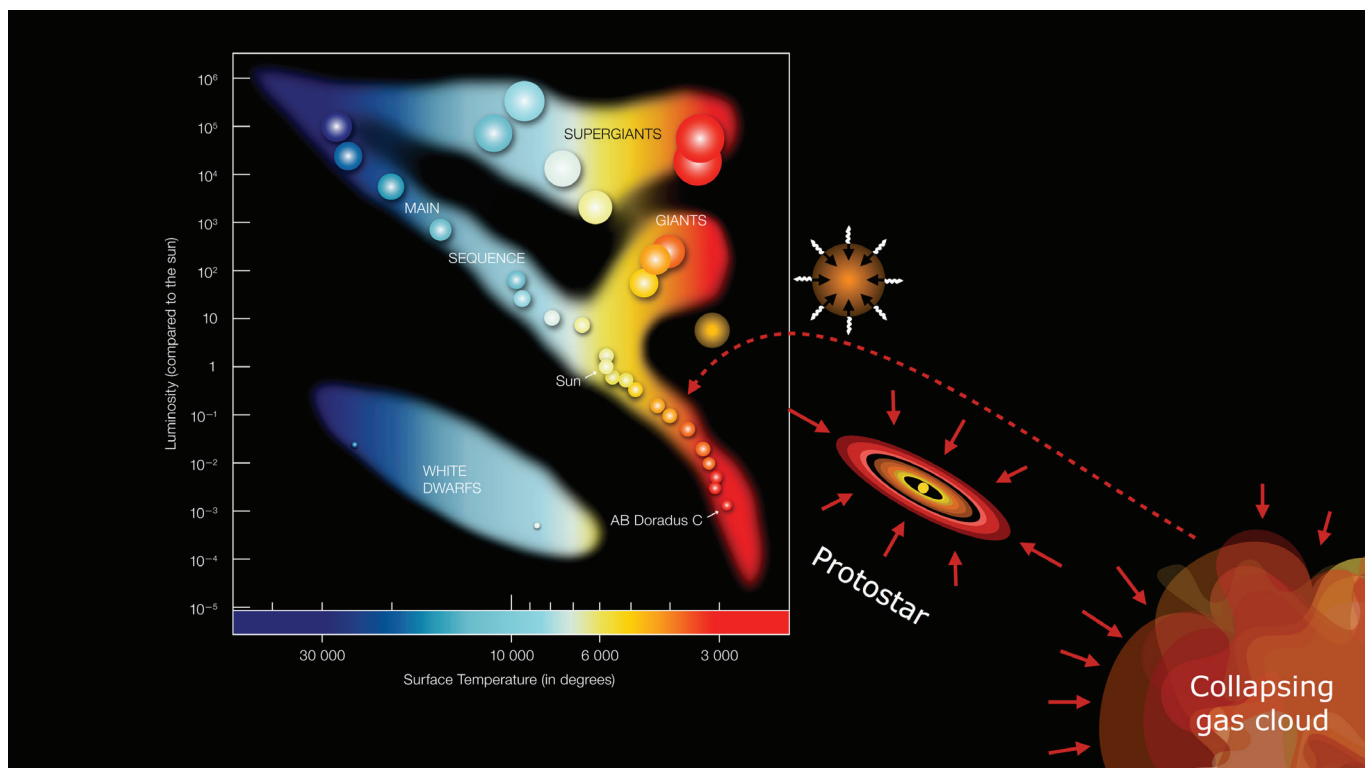 10⁶
10⁵
10⁴
10³
10²
10
1
10⁻¹
10⁻²
10⁻³
10⁻⁴
10⁻⁵
Luminosity (compared to the sun)
SUPERGIANTS
MAIN
GIANTS
SEQUENCE
Sun
WHITE
DWARFS
AB Doradus C
30 000
10 000
6 000
3 000
Surface Temperature (in degrees)
Protostar
Collapsing
gas cloud